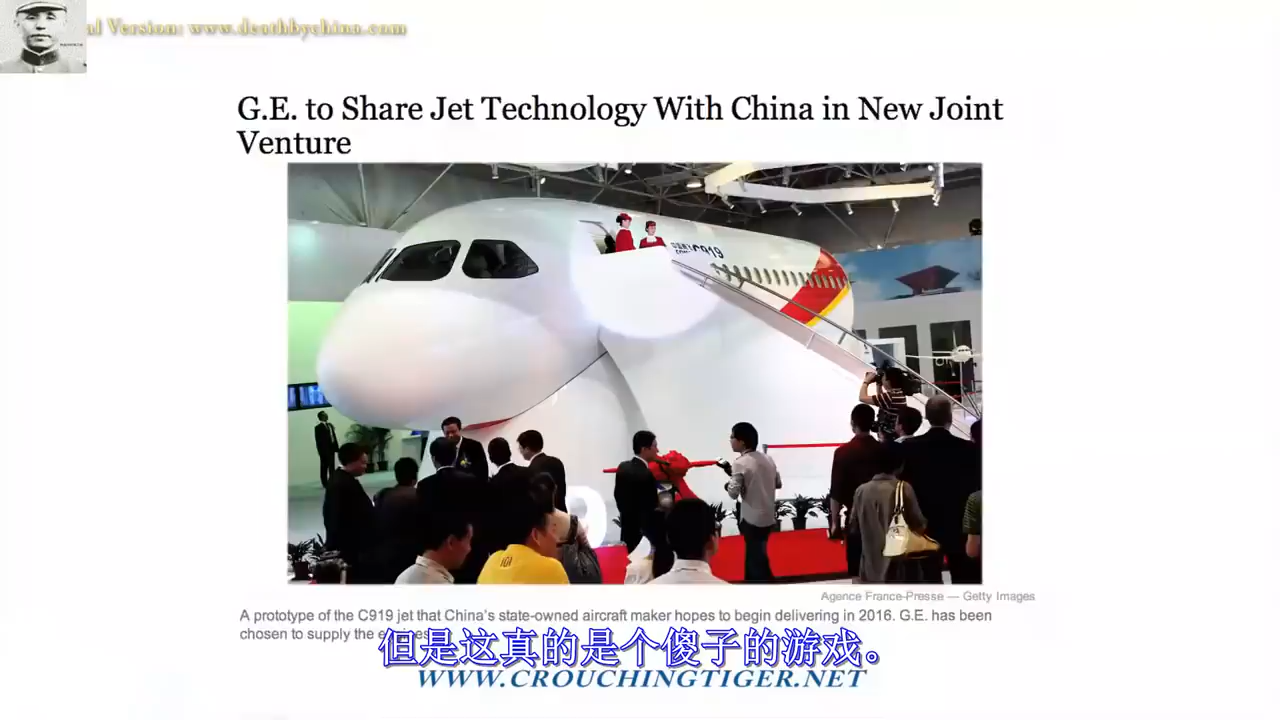 al Version: www.deathbychina.com
G.E. to Share Jet Technology With China in New Joint
Venture
C919
Agence France-Presse — Getty Images
A prototype of the C919 jet that China's state-owned aircraft maker hopes to begin delivering in 2016. G.E. has been
chosen to supply the
但是这真的是个傻子的游戏。
WWW.CROUCHINGTIGER.NET